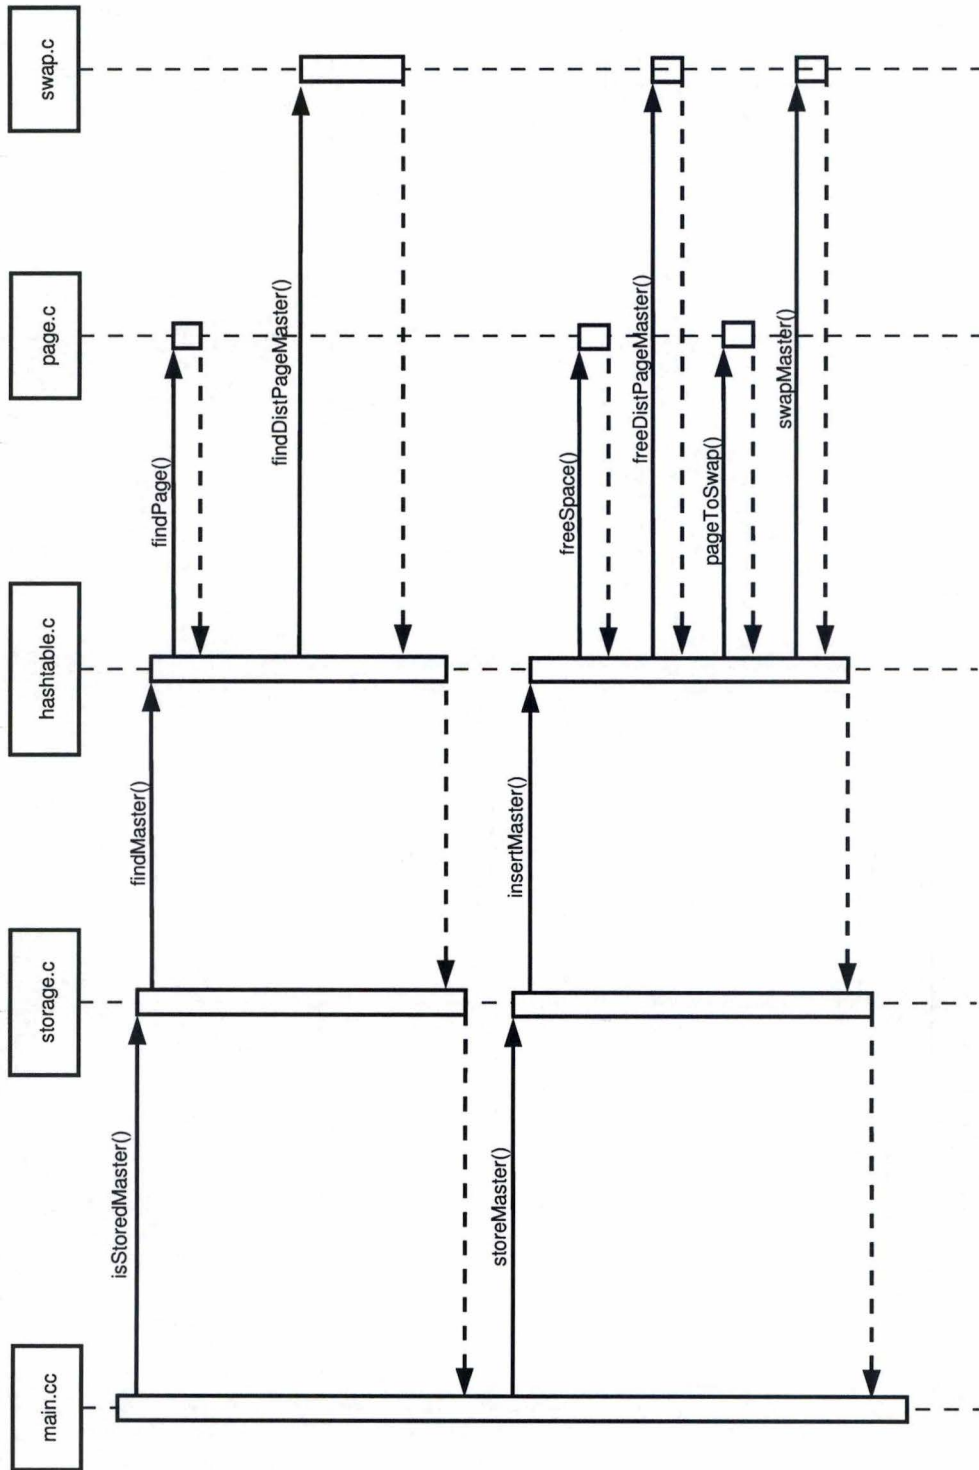 main.cc
storage.c
hashtable.c
page.c
swap.c
isStoredMaster()
findMaster()
findPage()
findDistPageMaster()
storeMaster()
insertMaster()
freeSpace()
freeDistPageMaster()
pageToSwap()
swapMaster()